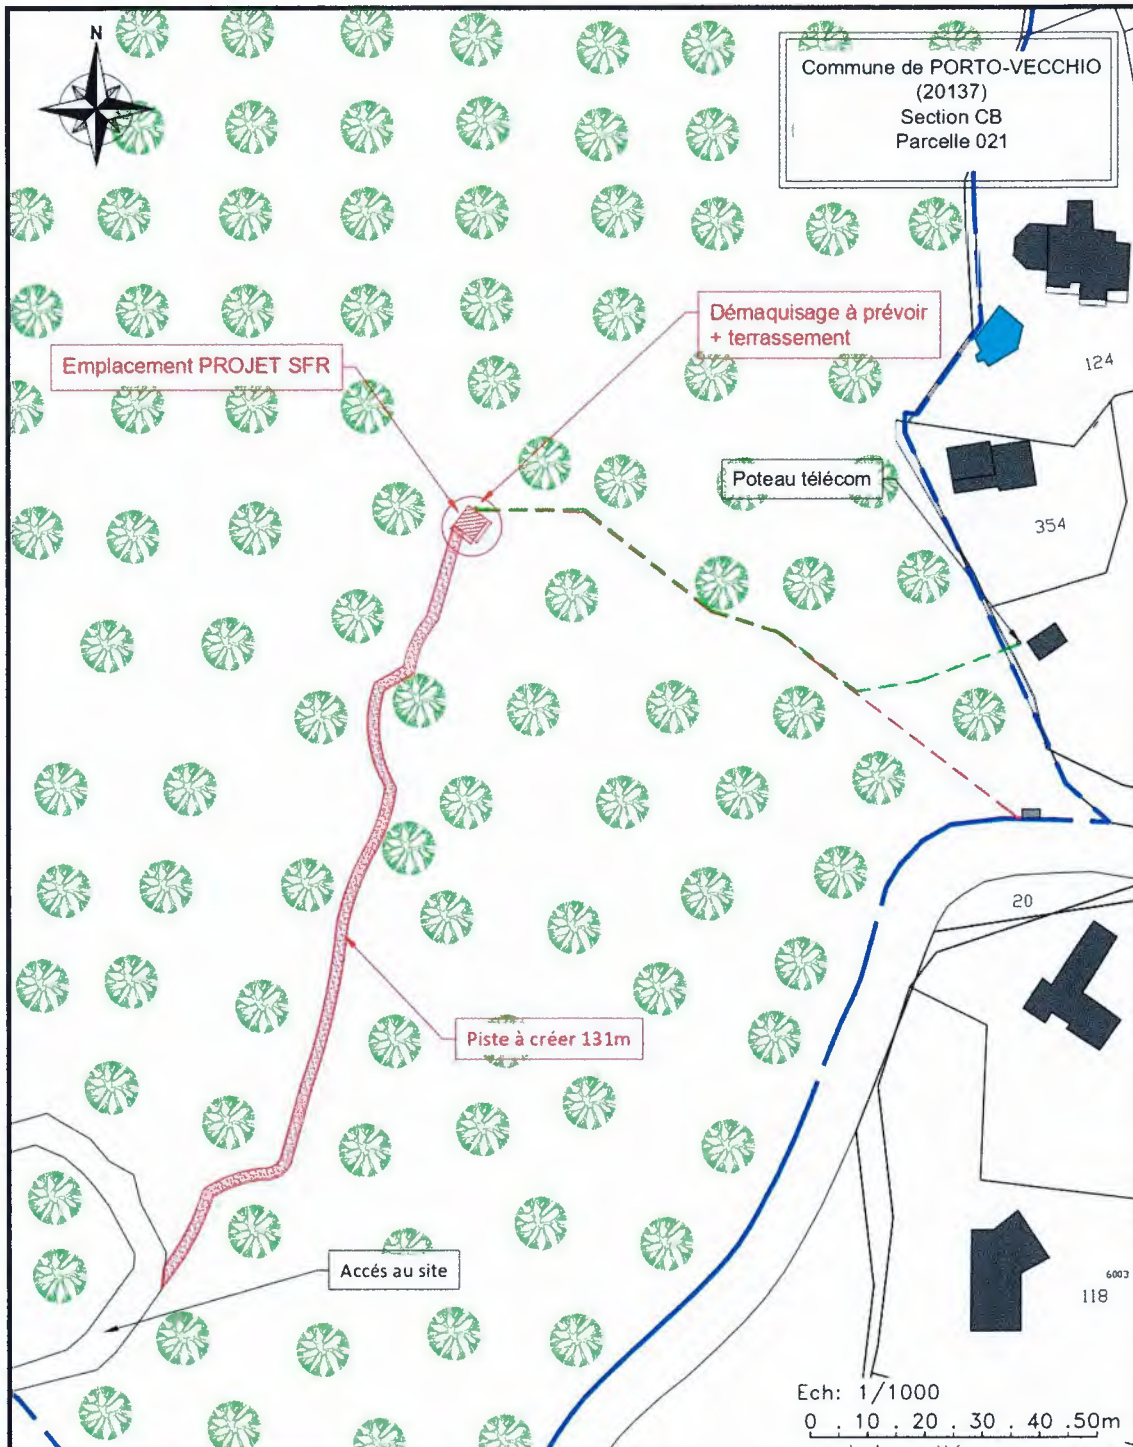 N
Commune de PORTO-VECCHIO
(20137)
Section CB
Parcelle 021
Démaquisage à prévoir
+ terrassement
Emplacement PROJET SFR
124
Poteau télécom
354
20
Piste à créer 131m
Accés au site
6003
118
Ech: 1/1000
0 . 10 . 20 . 30 . 40 .50m